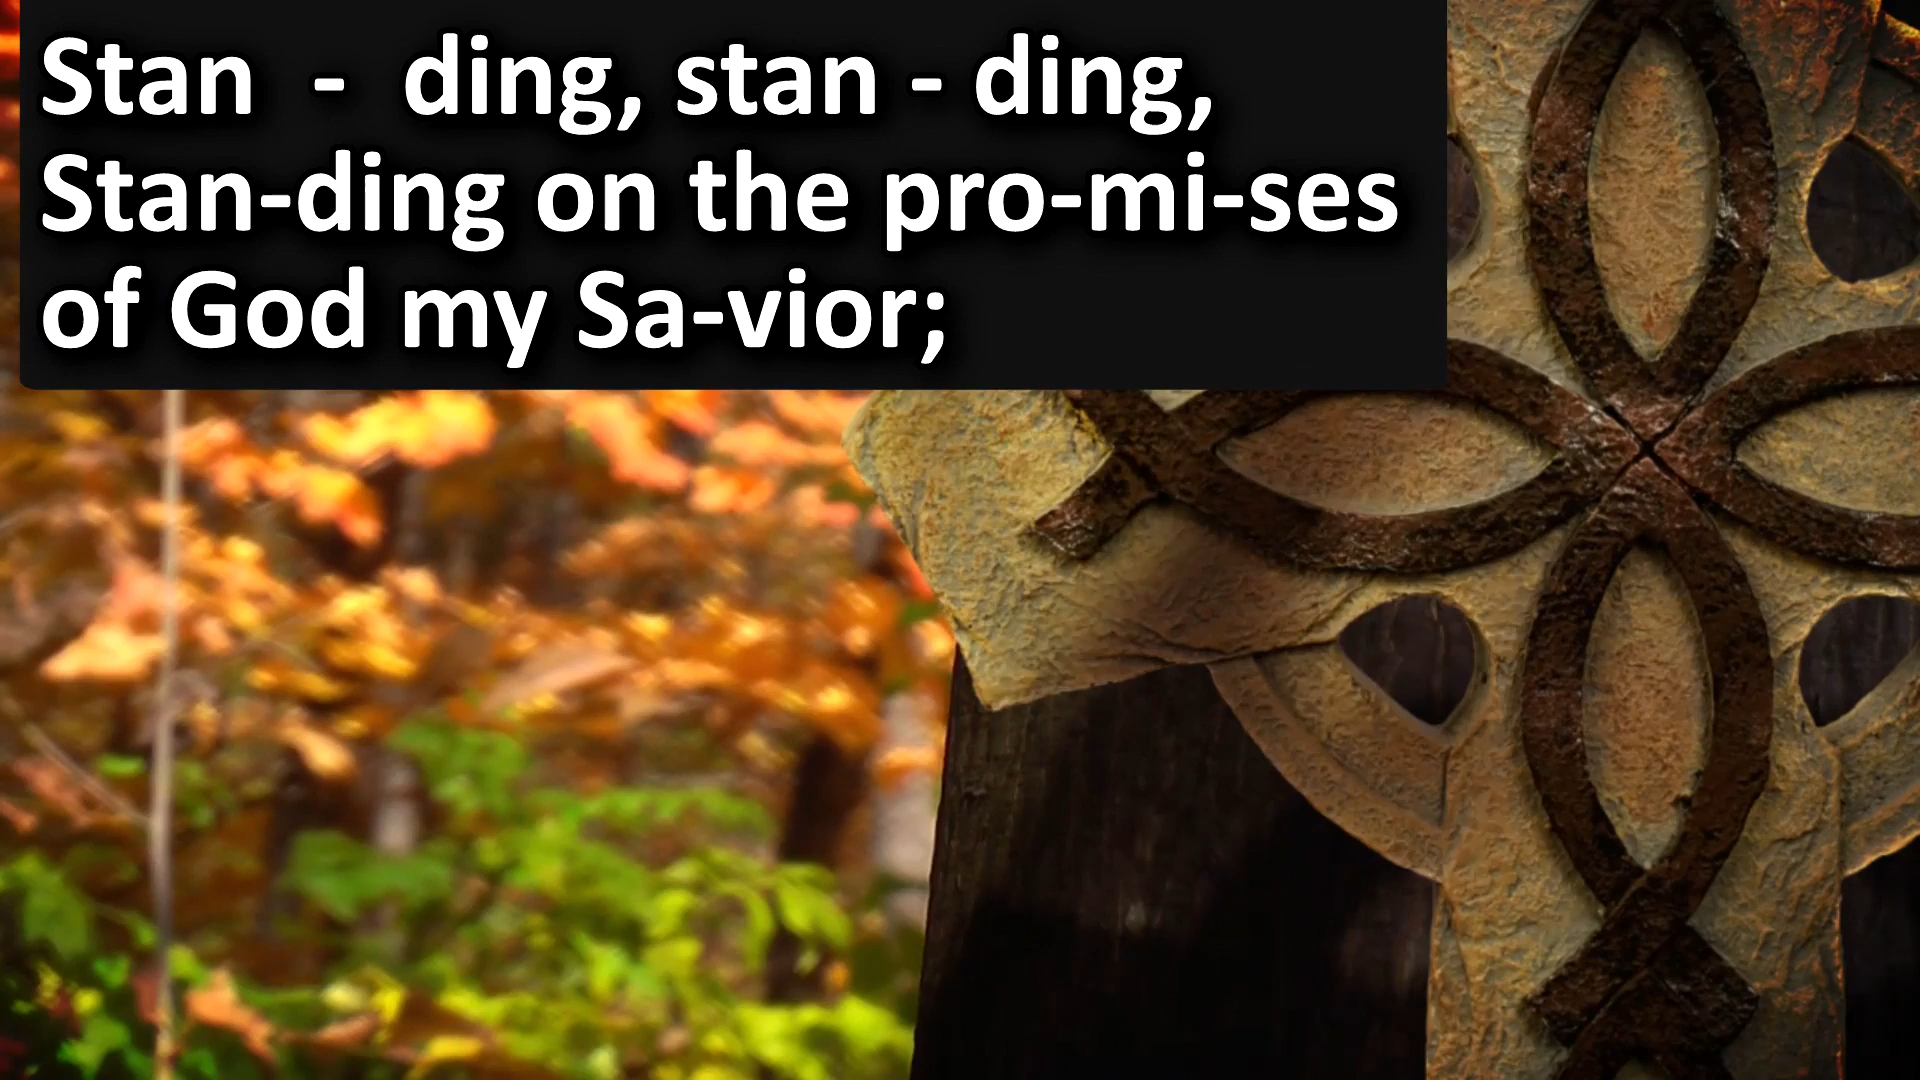 Stan - ding, stan - ding,
Stan-ding on the pro-mi-ses
of God my Sa-vior;